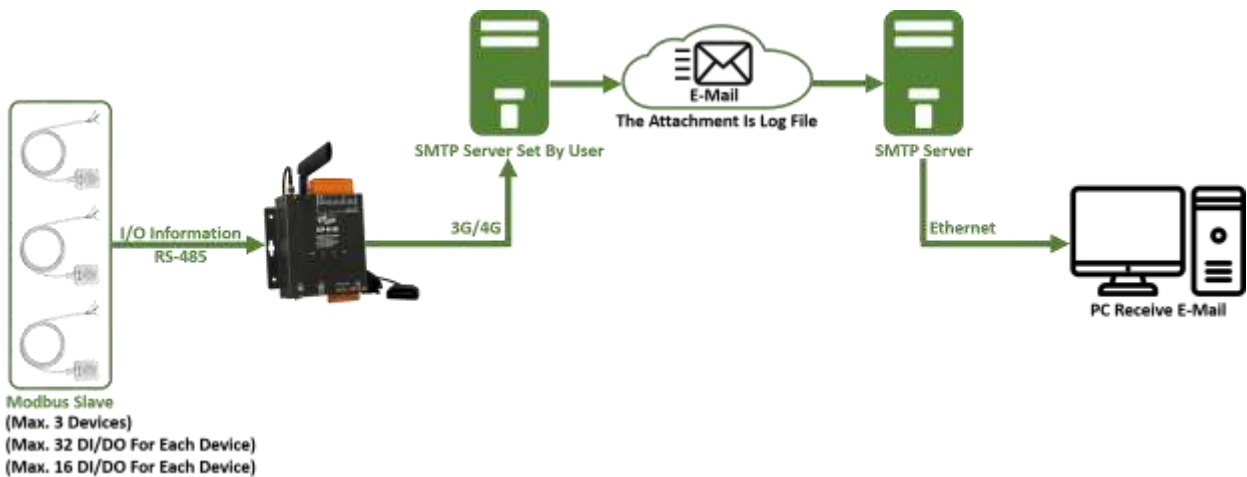 E-Mail
The Attachment Is Log File
SMTP Server Set By User
SMTP Server
I/O Information
RS-485
3G/4G
Ethernet
PC Receive E-Mail
Modbus Slave
(Max. 3 Devices)
(Max. 32 DI/DO For Each Device)
(Max. 16 DI/DO For Each Device)